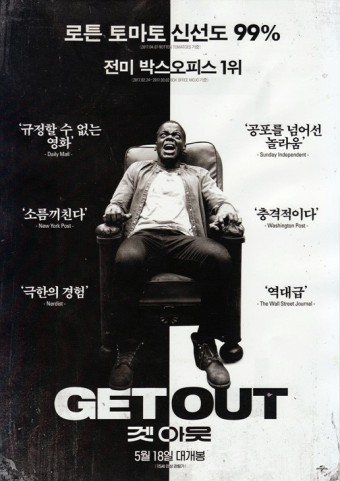 로튼 토마토 신선도 99%
전미 박스오피스 1위
'규정할 수 없는
영화'
- Daily Mail -
'공포를 넘어선
놀라움'
- Sunday Independent -
'소름끼친다'
- New York Post -
'충격적이다'
- Washington Post -
'극한의 경험'
- Nerdist -
'역대급'
- The Wall Street Journal -
GET OUT
겟 아웃
5월 18일 대개봉